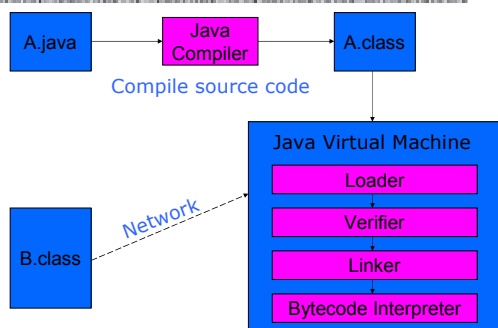 A.java
Java
Compiler
A.class
Compile source code
Java Virtual Machine
Loader
Verifier
Linker
Bytecode Interpreter
Network
B.class